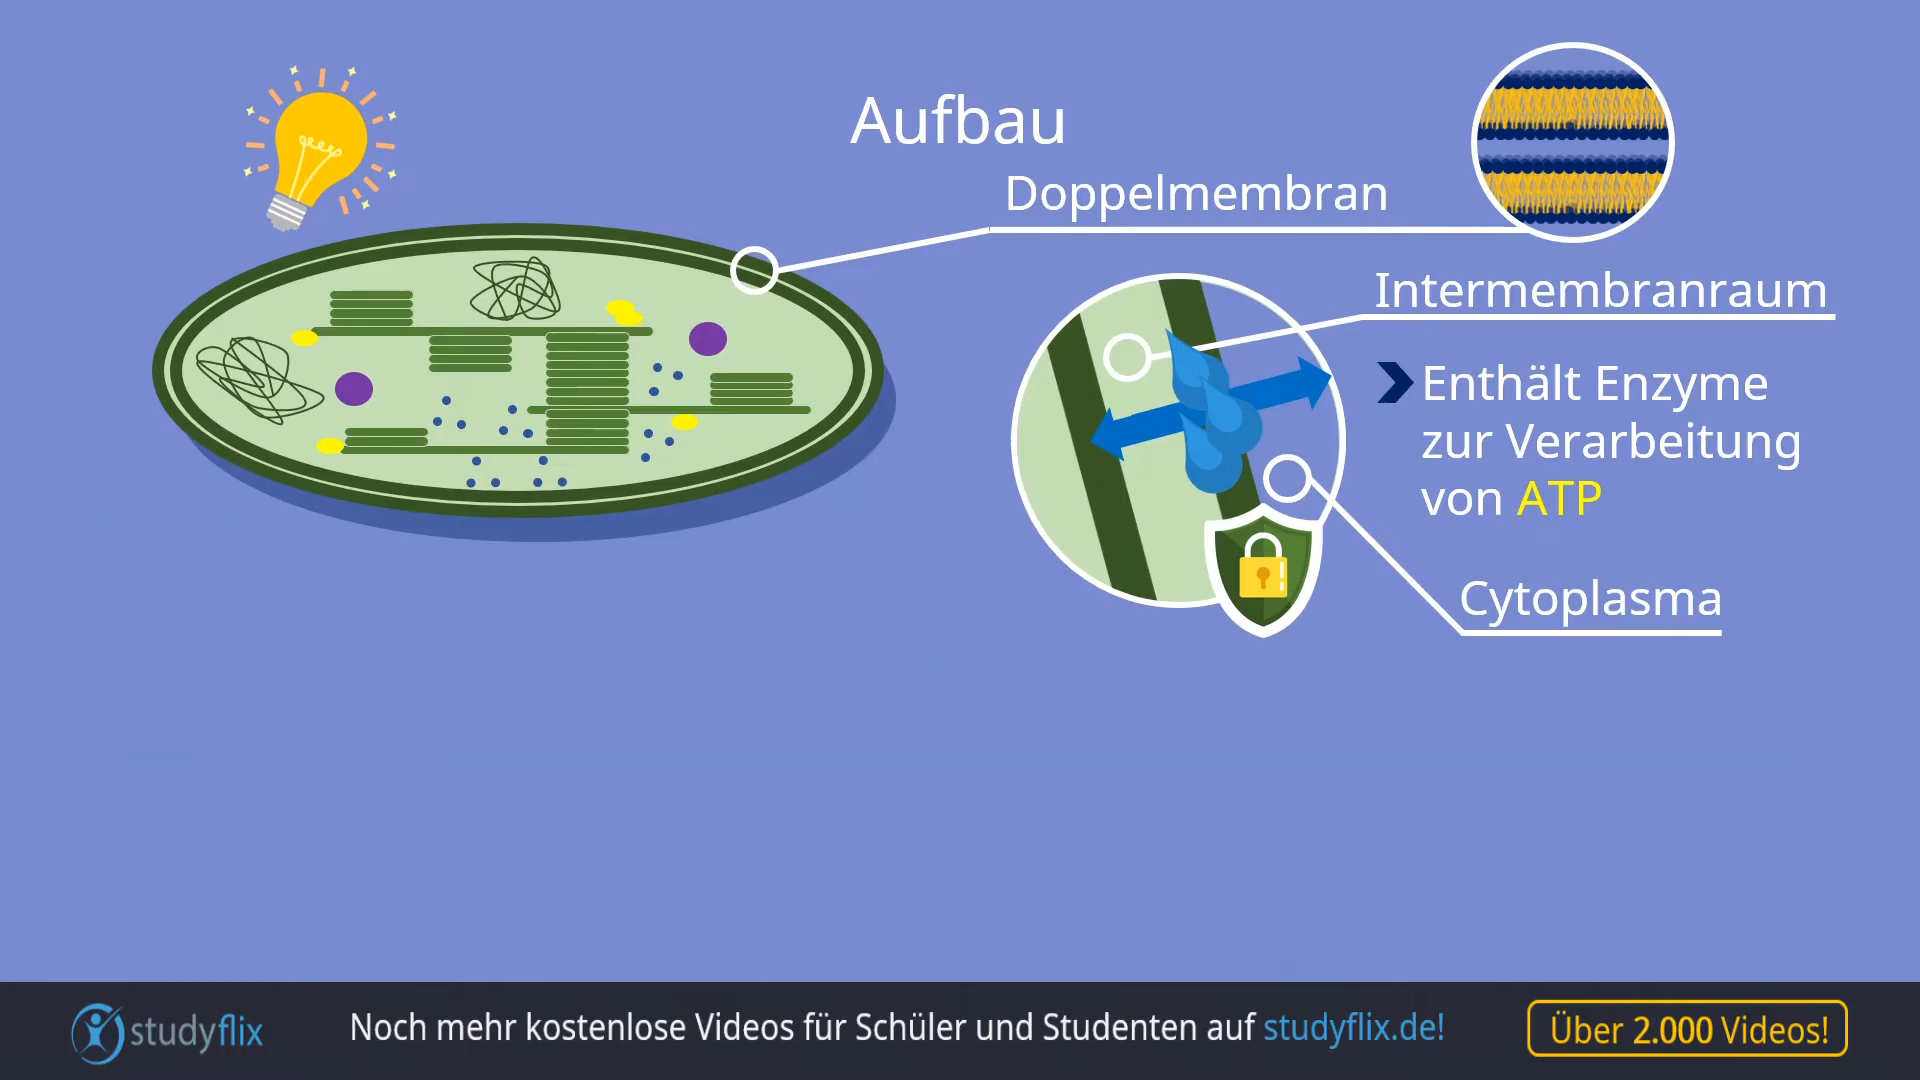 Aufbau
Doppelmembran
Intermembranraum
Enthält Enzyme
zur Verarbeitung
von ATP
Cytoplasma
studyflix
Noch mehr kostenlose Videos für Schüler und Studenten auf studyflix.de!
Über 2.000 Videos!